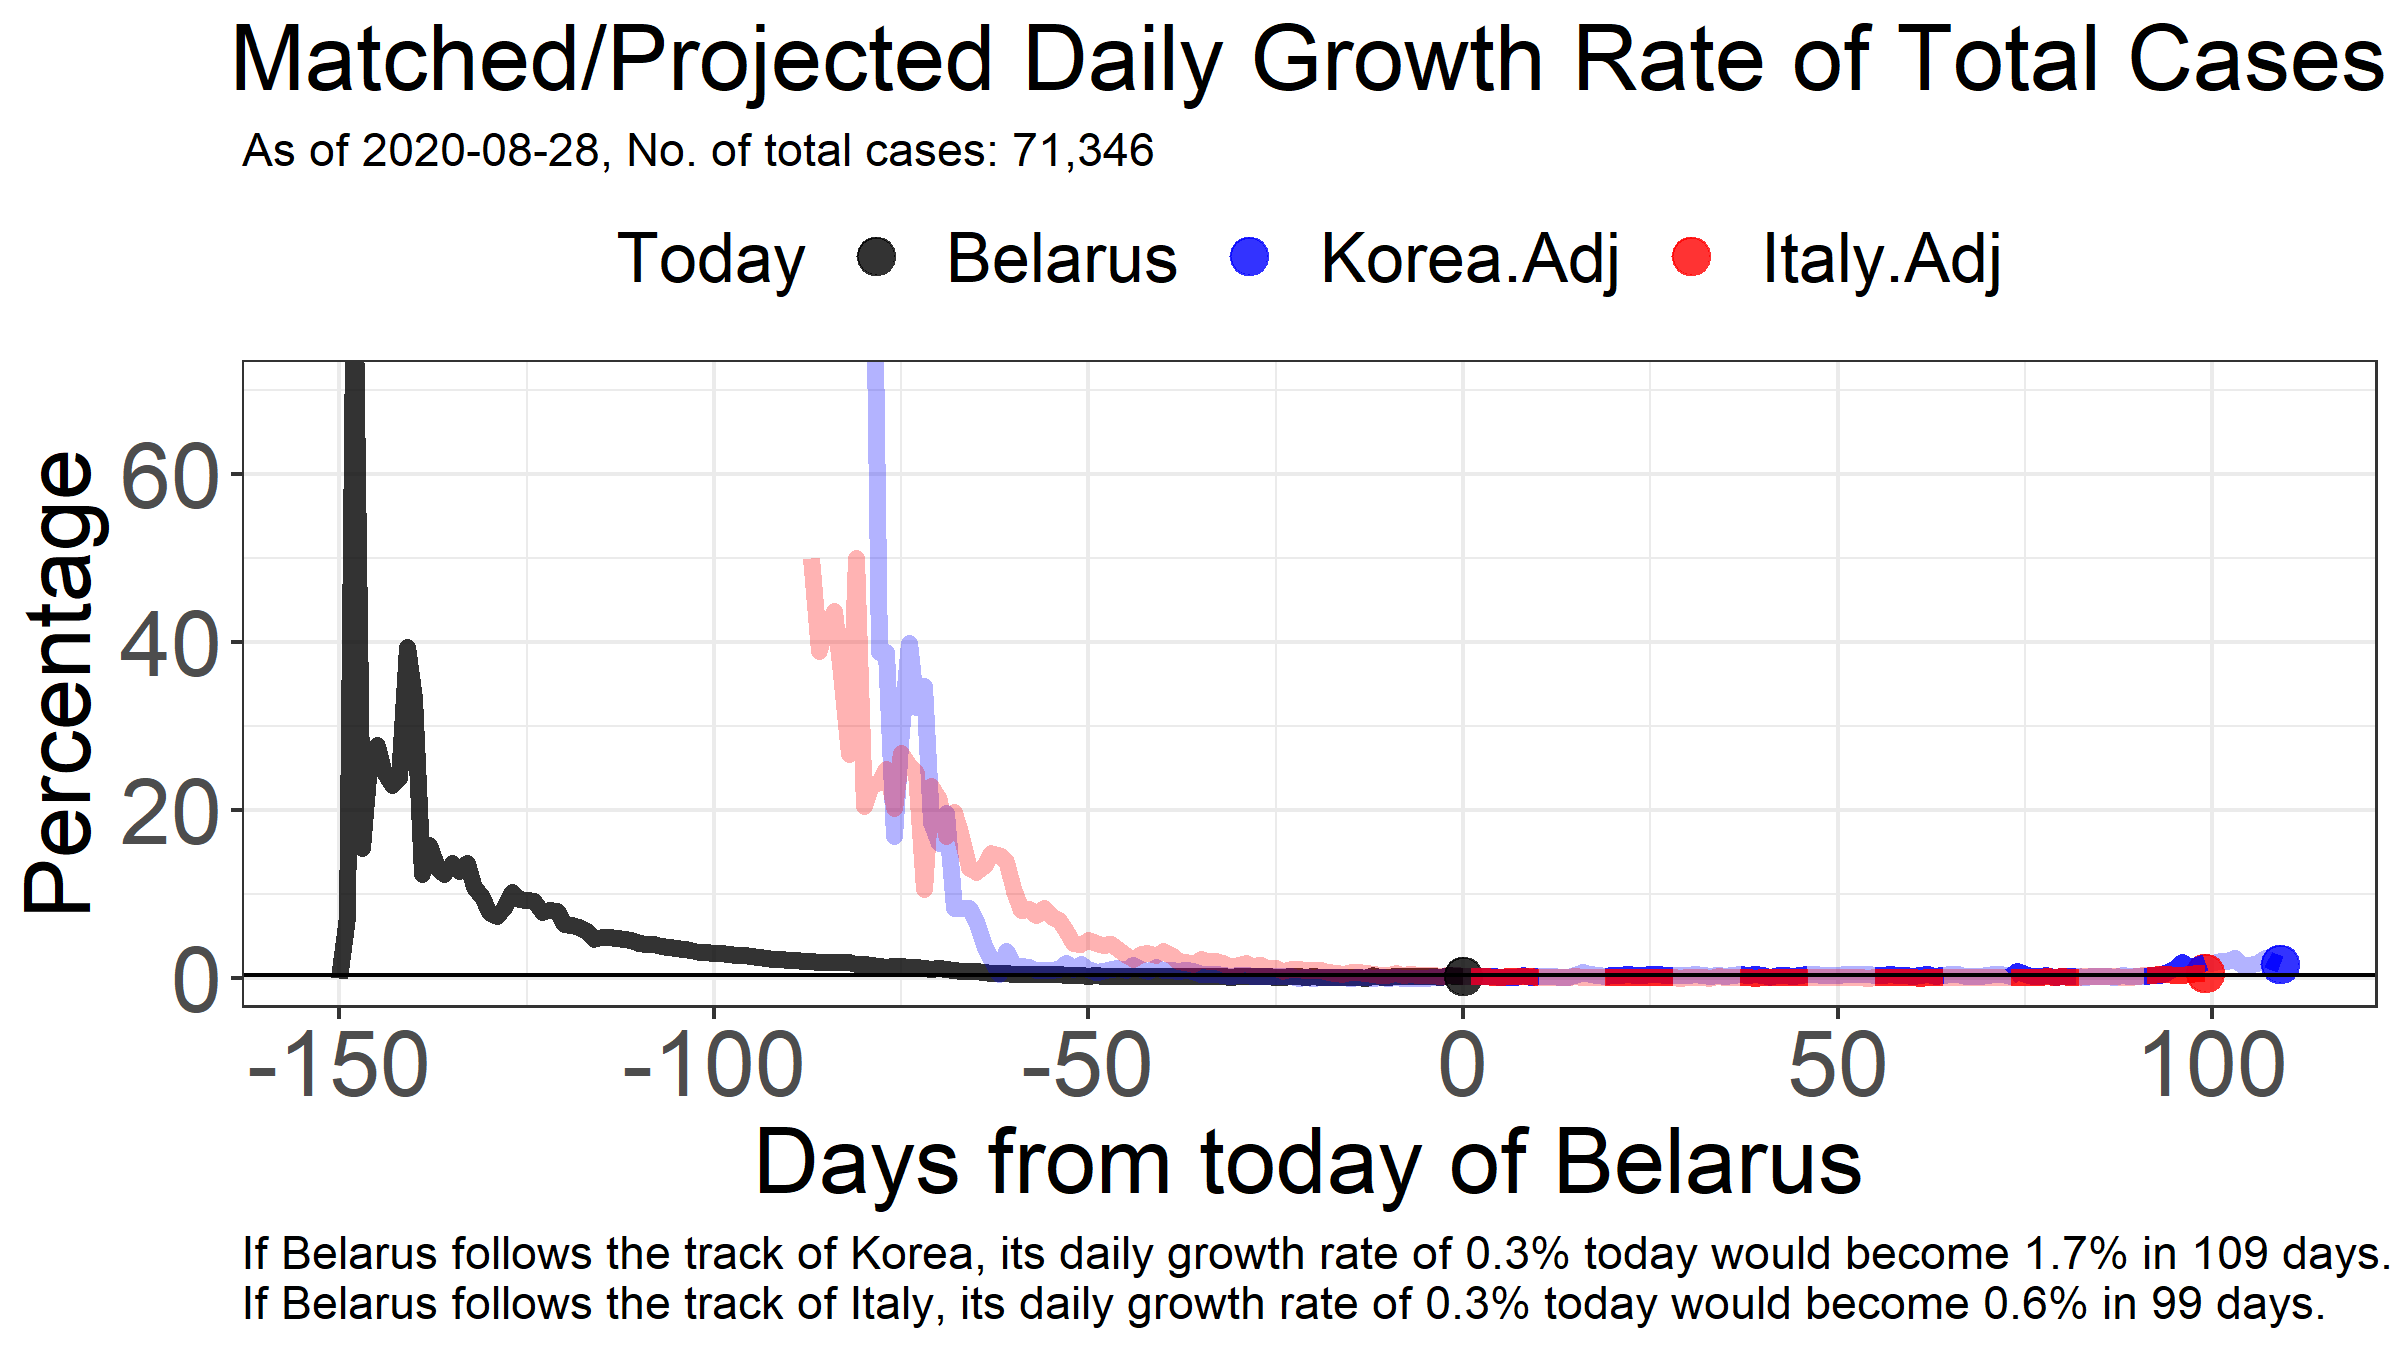 Matched/Projected Daily Growth Rate of Total Cases
As of 2020-08-28, No. of total cases: 71,346
Today Belarus Korea.Adj Italy.Adj
Percentage
60
40
20
0
-150 -100 -50 0 50 100
Days from today of Belarus
If Belarus follows the track of Korea, its daily growth rate of 0.3% today would become 1.7% in 109 days.
If Belarus follows the track of Italy, its daily growth rate of 0.3% today would become 0.6% in 99 days.